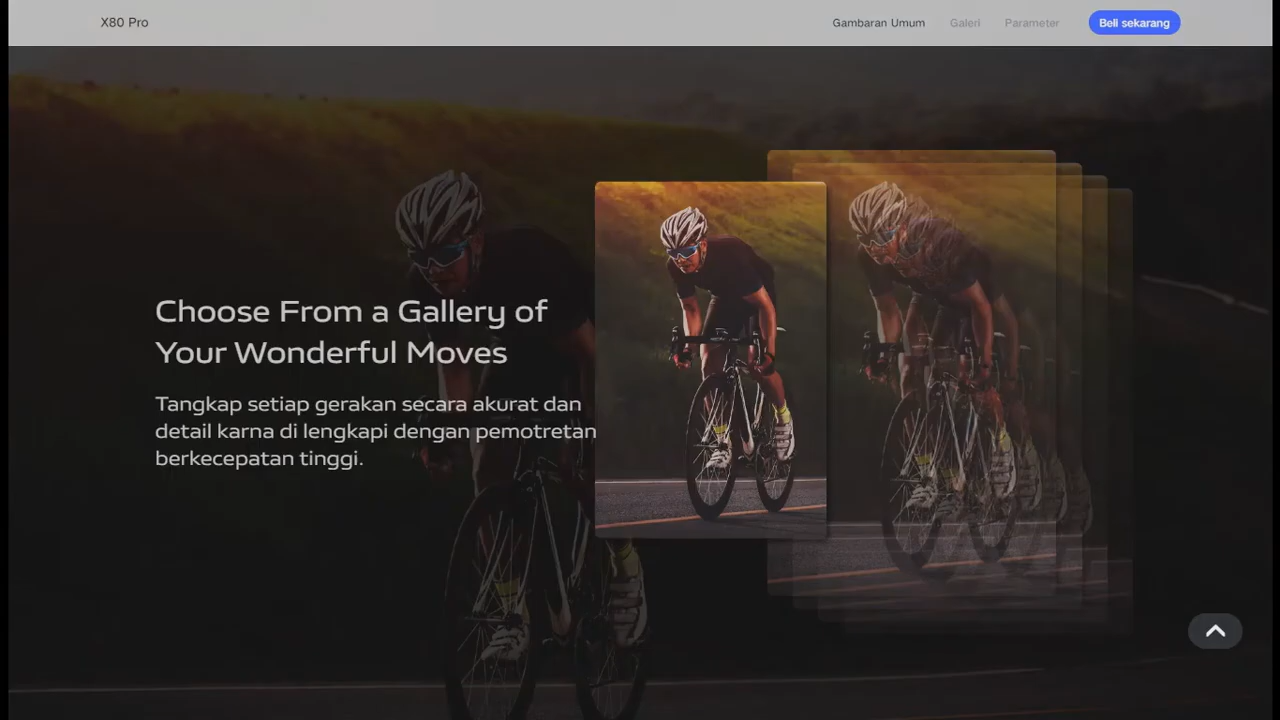 X80 Pro
Gambaran Umum
Galeri
Parameter
Beli sekarang
Choose From a Gallery of
Your Wonderful Moves
Tangkap setiap gerakan secara akurat dan
detail karna di lengkapi dengan pemotretan
berkecepatan tinggi.